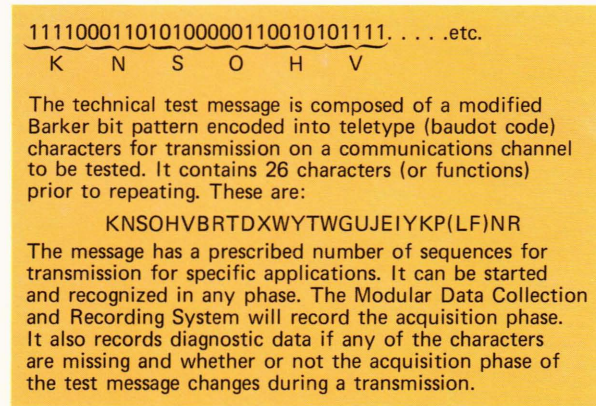 111100011010100000110010101111. . . . .etc.
K N S O H V
The technical test message is composed of a modified
Barker bit pattern encoded into teletype (baudot code)
characters for transmission on a communications channel
to be tested. It contains 26 characters (or functions)
prior to repeating. These are:
KNSOHVBRTDXWYTWGUJEIYKP(LF)NR
The message has a prescribed number of sequences for
transmission for specific applications. It can be started
and recognized in any phase. The Modular Data Collection
and Recording System will record the acquisition phase.
It also records diagnostic data if any of the characters
are missing and whether or not the acquisition phase of
the test message changes during a transmission.